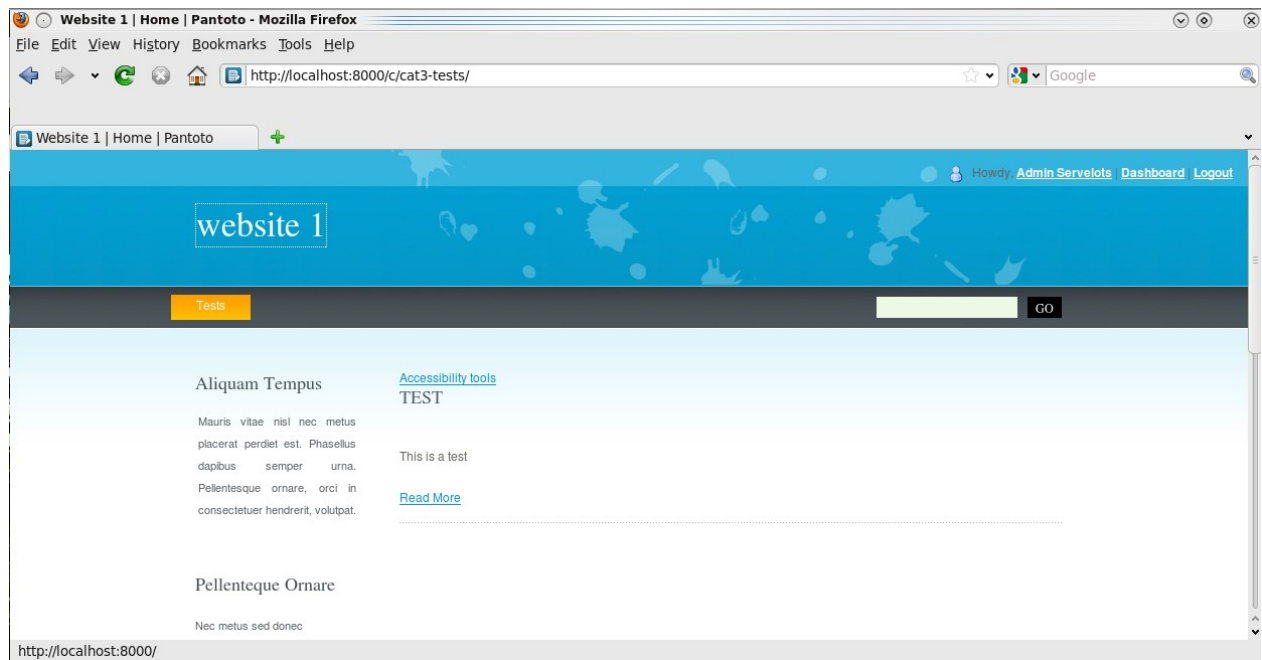 Website 1 | Home | Pantoto - Mozilla Firefox
File Edit View History Bookmarks Tools Help
http://localhost:8000/c/cat3-tests/
Google
Website 1 | Home | Pantoto
Howdy, Admin Servelots | Dashboard | Logout
website 1
Tests
GO
Aliquam Tempus
Mauris vitae nisl nec metus
placerat perdiet est. Phasellus
dapibus semper urna.
Pellentesque ornare, orci in
consectetuer hendrerit, volutpat.
Pellenteque Ornare
Nec metus sed donec
Accessibility tools
TEST
This is a test
Read More
http://localhost:8000/